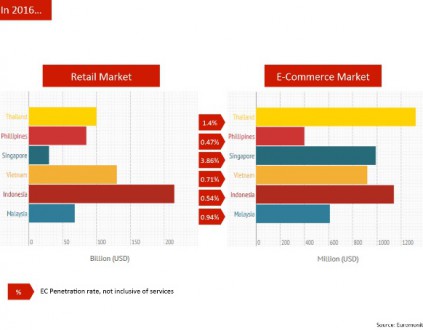 In 2016...
Retail Market
E-Commerce Market
Thailand
Phillipines
Singapore
Vietnam
Indonesia
Malaysia
0 50 100 150 200
Billion (USD)
1.4%
0.47%
3.86%
0.71%
0.54%
0.94%
Thailand
Phillipines
Singapore
Vietnam
Indonesia
Malaysia
0 200 400 600 800 1000 1200
Million (USD)
% EC Penetration rate, not inclusive of services
Source: Euromonit